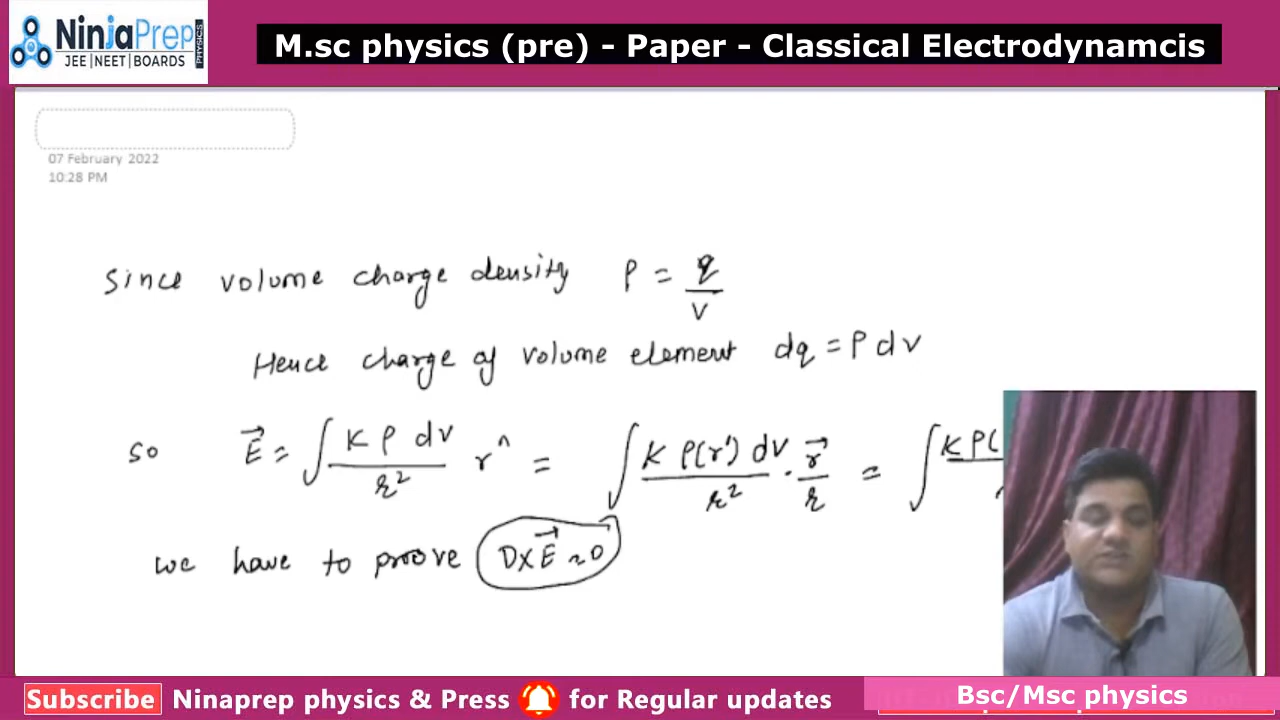 NinjaPrep
PHYSICS
JEE | NEET | BOARDS
M.sc physics (pre) - Paper - Classical Electrodynamcis
07 February 2022
10:28 PM
Since volume charge density ρ = q/v
Hence charge of volume element dq = ρ dv
so E⃗ = ∫ K ρ dv / r² r^ = ∫ K ρ(r') dv / r² · r⃗ / r = ∫ K ρ(
we have to proove D×E⃗ = 0
Subscribe Ninaprep physics & Press for Regular updates
Bsc/Msc physics